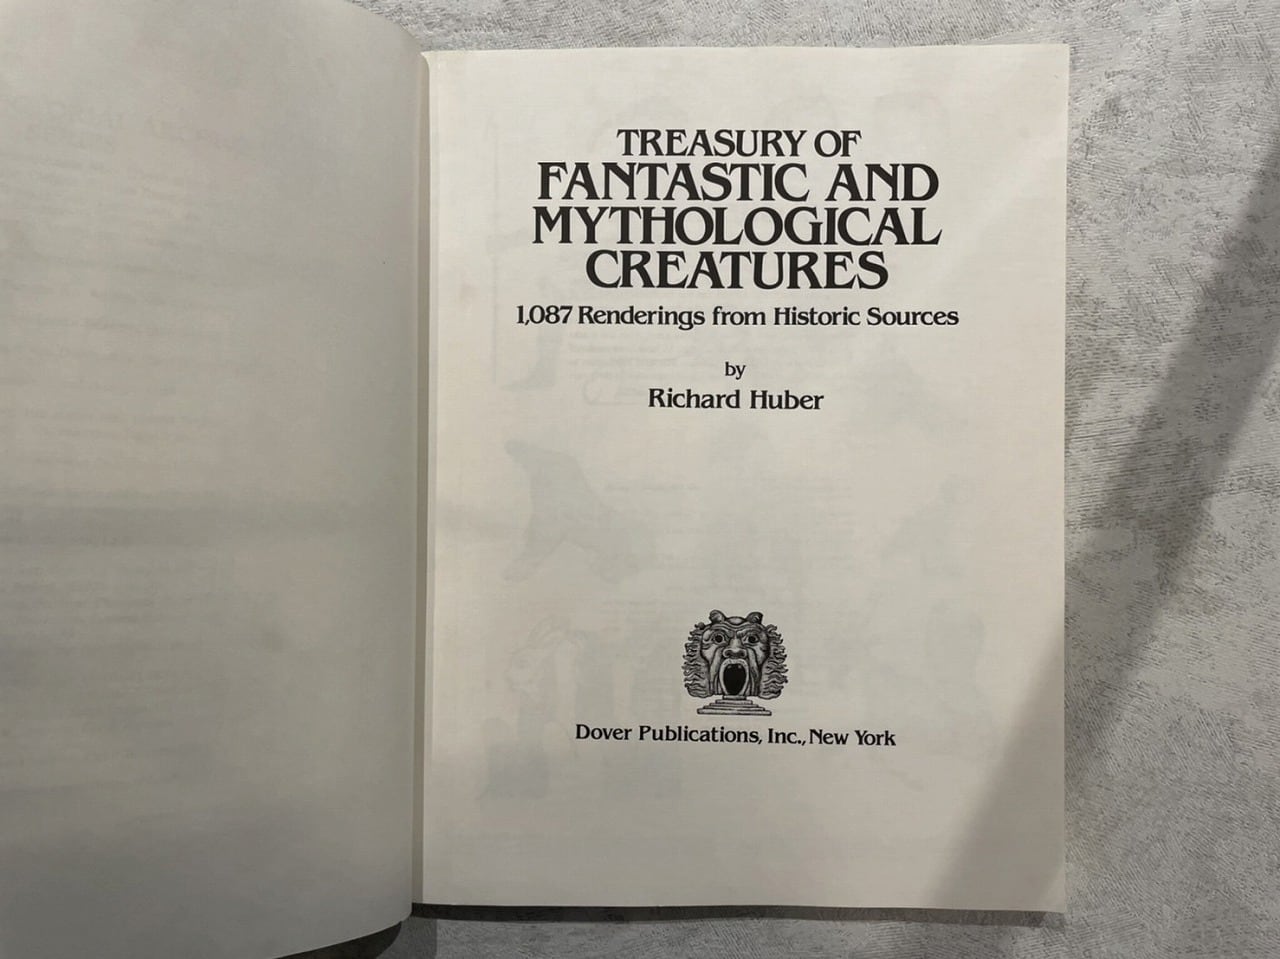 TREASURY OF
FANTASTIC AND
MYTHOLOGICAL
CREATURES
1,087 Renderings from Historic Sources
by
Richard Huber
Dover Publications, Inc., New York